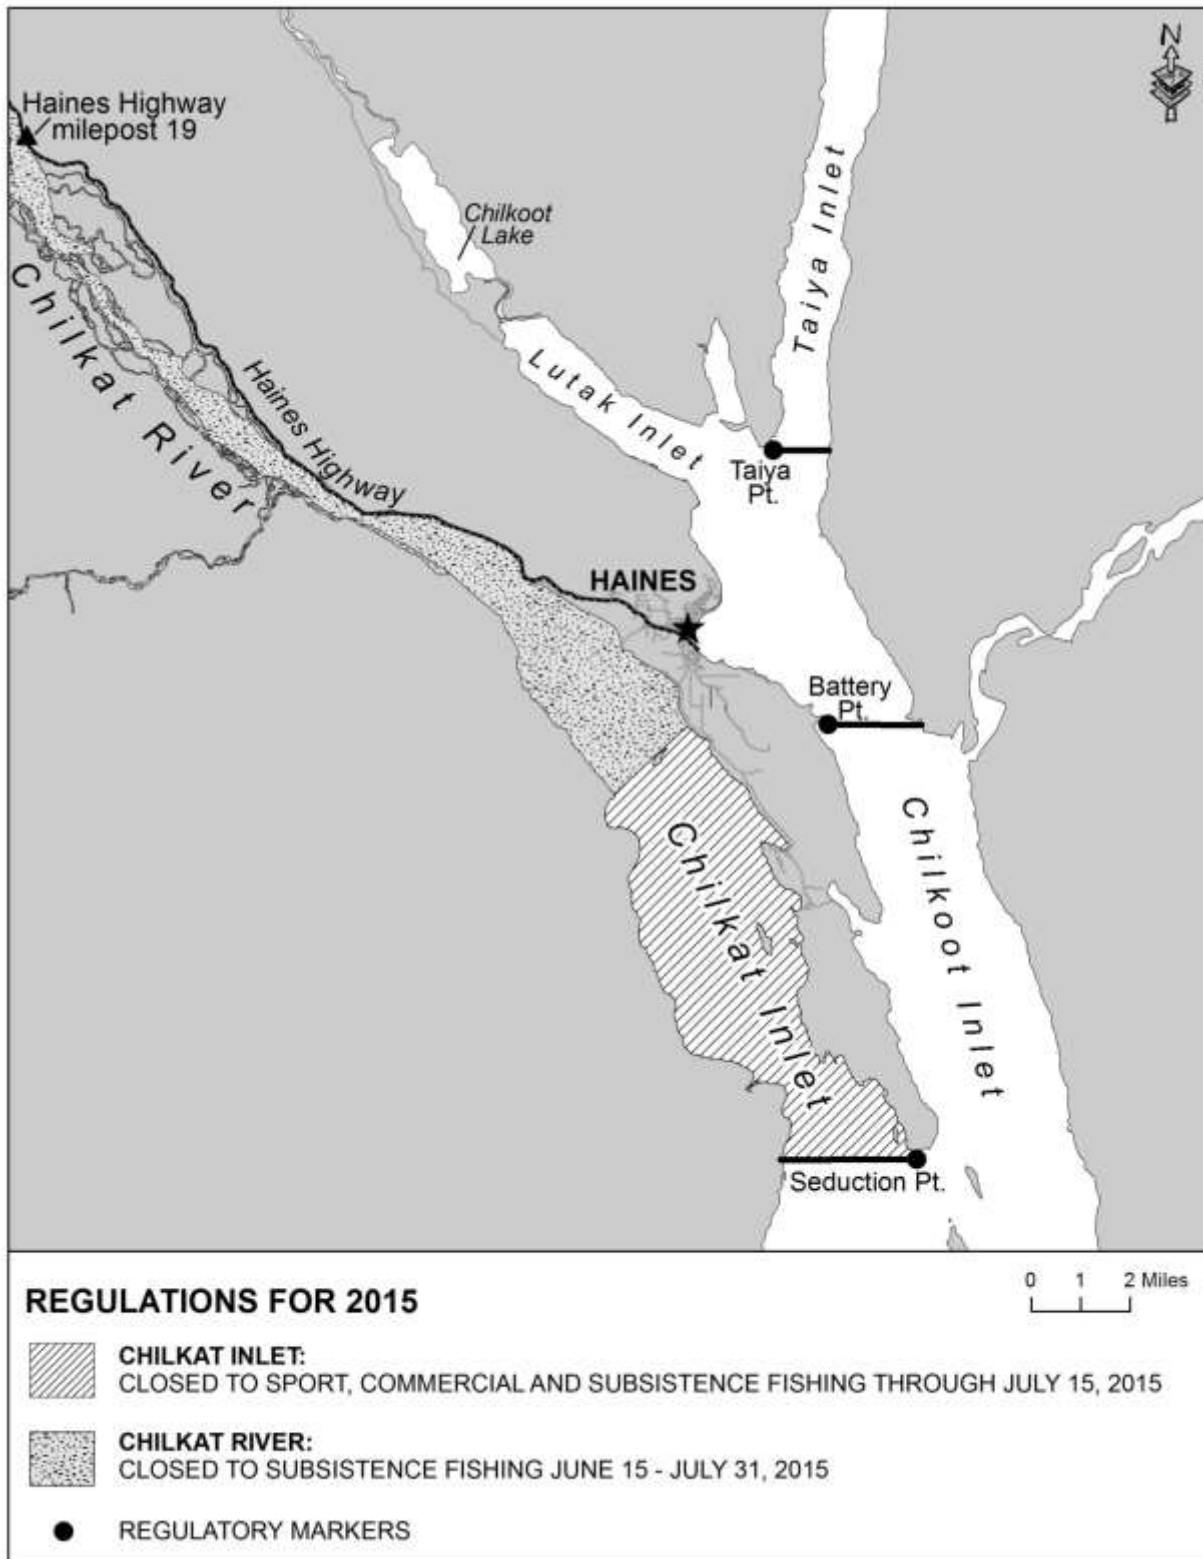 N
Haines Highway
milepost 19
Chilkoot
Lake
Taiya Inlet
Chilkat River
Lutak Inlet
Haines Highway
Taiya
Pt.
HAINES
Battery
Pt.
Chilkat Inlet
Chilkoot Inlet
Seduction Pt.
REGULATIONS FOR 2015
0 1 2 Miles
CHILKAT INLET:
CLOSED TO SPORT, COMMERCIAL AND SUBSISTENCE FISHING THROUGH JULY 15, 2015
CHILKAT RIVER:
CLOSED TO SUBSISTENCE FISHING JUNE 15 - JULY 31, 2015
REGULATORY MARKERS